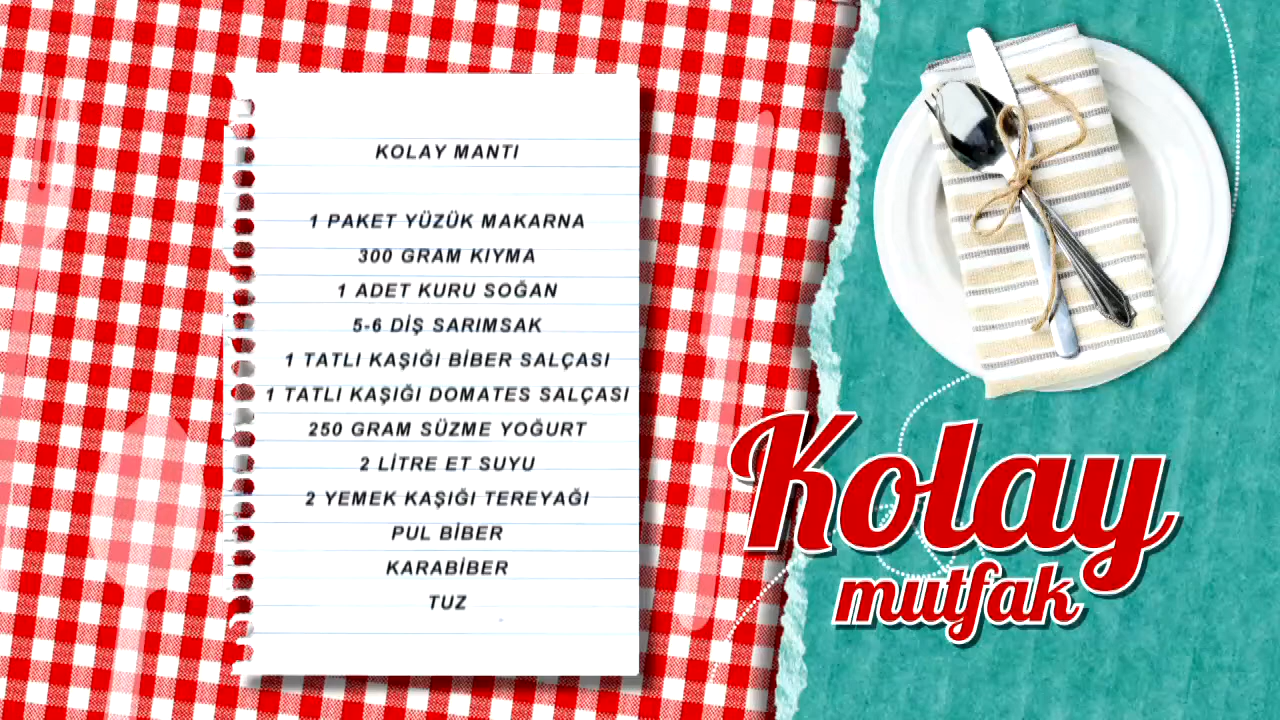 KOLAY MANTI
1 PAKET YÜZÜK MAKARNA
300 GRAM KIYMA
1 ADET KURU SOĞAN
5-6 DİŞ SARIMSAK
1 TATLI KAŞIĞI BİBER SALÇASI
1 TATLI KAŞIĞI DOMATES SALÇASI
250 GRAM SÜZME YOĞURT
2 LİTRE ET SUYU
2 YEMEK KAŞIĞI TEREYAĞI
PUL BİBER
KARABİBER
TUZ
Kolay
mutfak